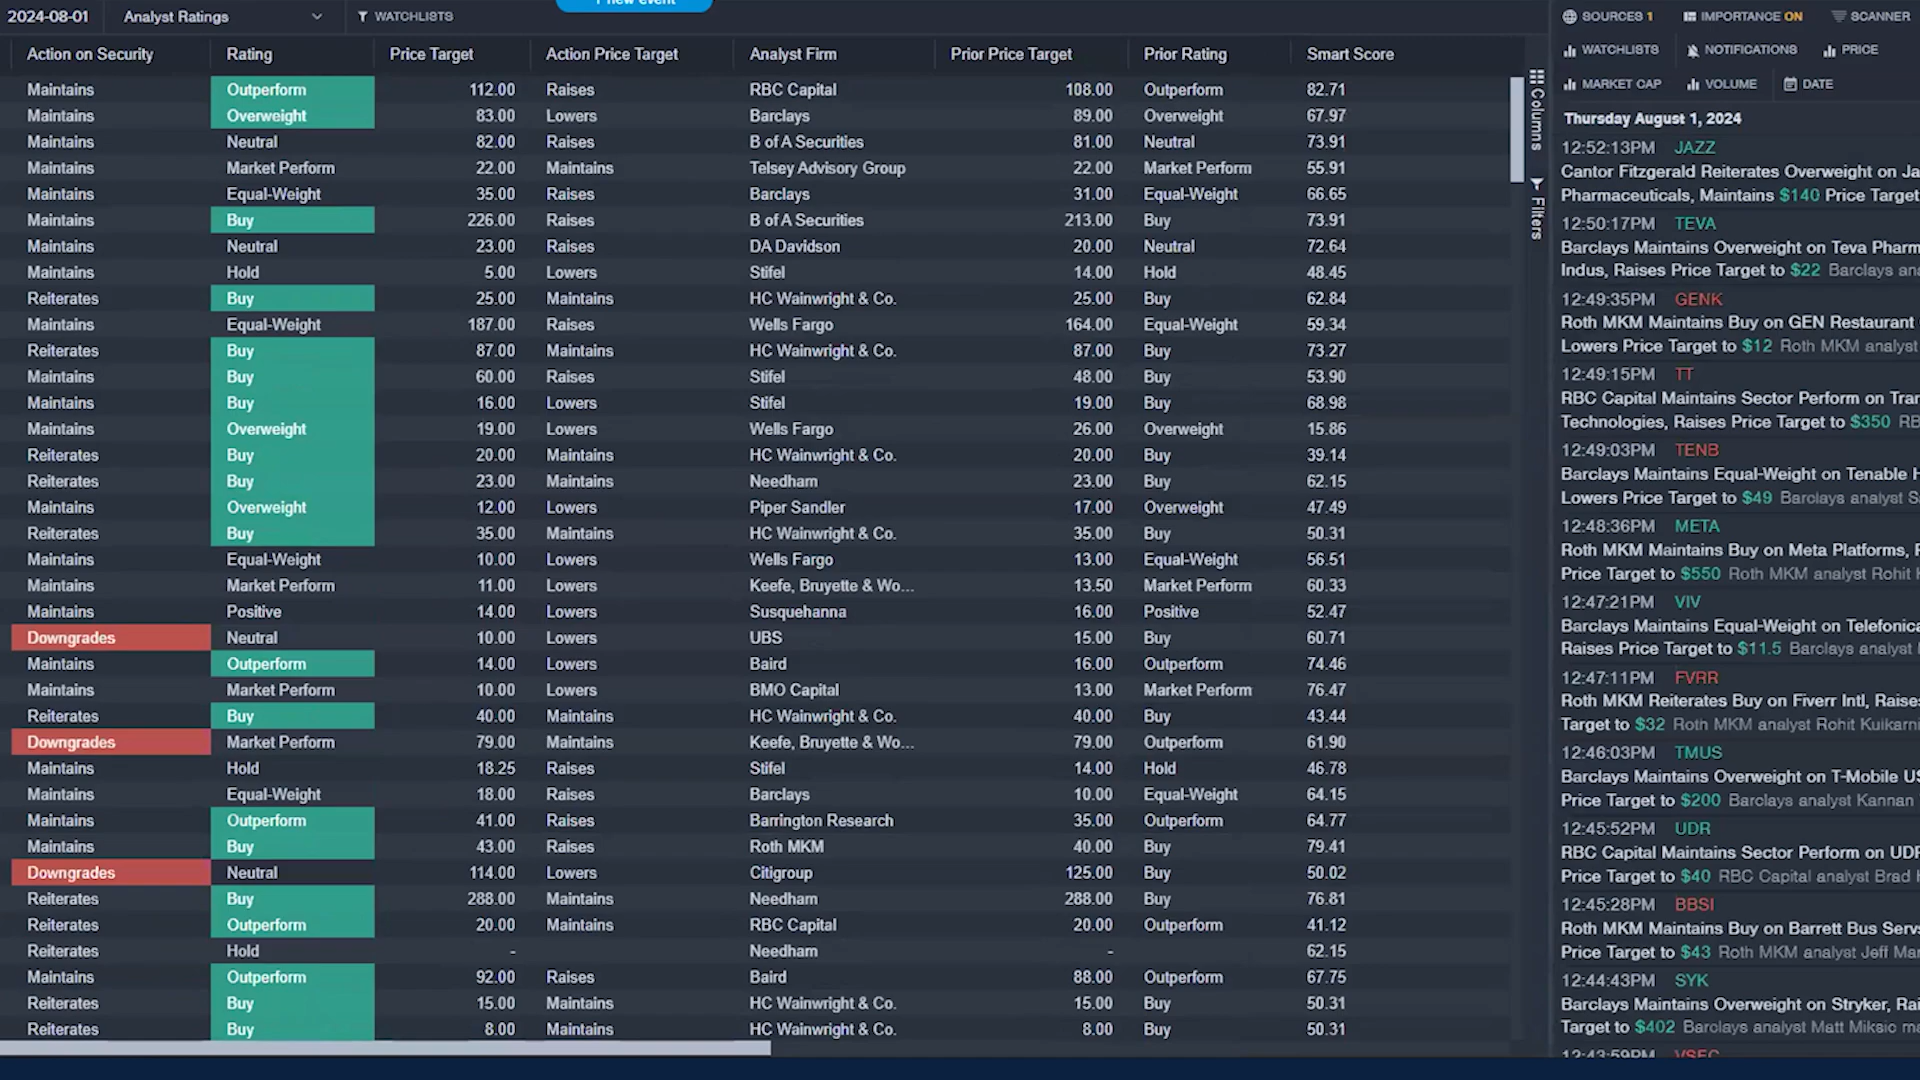 2024-08-01 Analyst Ratings WATCHLISTS
Action on Security Rating Price Target Action Price Target Analyst Firm Prior Price Target Prior Rating Smart Score
Maintains Outperform 112.00 Raises RBC Capital 108.00 Outperform 82.71
Maintains Overweight 83.00 Lowers Barclays 89.00 Overweight 67.97
Maintains Neutral 82.00 Raises B of A Securities 81.00 Neutral 73.91
Maintains Market Perform 22.00 Maintains Telsey Advisory Group 22.00 Market Perform 55.91
Maintains Equal-Weight 35.00 Raises Barclays 31.00 Equal-Weight 66.65
Maintains Buy 226.00 Raises B of A Securities 213.00 Buy 73.91
Maintains Neutral 23.00 Raises DA Davidson 20.00 Neutral 72.64
Maintains Hold 5.00 Lowers Stifel 14.00 Hold 48.45
Reiterates Buy 25.00 Maintains HC Wainwright & Co. 25.00 Buy 62.84
Maintains Equal-Weight 187.00 Raises Wells Fargo 164.00 Equal-Weight 59.34
Reiterates Buy 87.00 Maintains HC Wainwright & Co. 87.00 Buy 73.27
Maintains Buy 60.00 Raises Stifel 48.00 Buy 53.90
Maintains Buy 16.00 Lowers Stifel 19.00 Buy 68.98
Maintains Overweight 19.00 Lowers Wells Fargo 26.00 Overweight 15.86
Reiterates Buy 20.00 Maintains HC Wainwright & Co. 20.00 Buy 39.14
Reiterates Buy 23.00 Maintains Needham 23.00 Buy 62.15
Maintains Overweight 12.00 Lowers Piper Sandler 17.00 Overweight 47.49
Reiterates Buy 35.00 Maintains HC Wainwright & Co. 35.00 Buy 50.31
Maintains Equal-Weight 10.00 Lowers Wells Fargo 13.00 Equal-Weight 56.51
Maintains Market Perform 11.00 Lowers Keefe, Bruyette & Wo... 13.50 Market Perform 60.33
Maintains Positive 14.00 Lowers Susquehanna 16.00 Positive 52.47
Downgrades Neutral 10.00 Lowers UBS 15.00 Buy 60.71
Maintains Outperform 14.00 Lowers Baird 16.00 Outperform 74.46
Maintains Market Perform 10.00 Lowers BMO Capital 13.00 Market Perform 76.47
Reiterates Buy 40.00 Maintains HC Wainwright & Co. 40.00 Buy 43.44
Downgrades Market Perform 79.00 Maintains Keefe, Bruyette & Wo... 79.00 Outperform 61.90
Maintains Hold 18.25 Raises Stifel 14.00 Hold 46.78
Maintains Equal-Weight 18.00 Raises Barclays 10.00 Equal-Weight 64.15
Maintains Outperform 41.00 Raises Barrington Research 35.00 Outperform 64.77
Maintains Buy 43.00 Raises Roth MKM 40.00 Buy 79.41
Downgrades Neutral 114.00 Lowers Citigroup 125.00 Buy 50.02
Reiterates Buy 288.00 Maintains Needham 288.00 Buy 76.81
Reiterates Outperform 20.00 Maintains RBC Capital 20.00 Outperform 41.12
Reiterates Hold - Needham - 62.15
Maintains Outperform 92.00 Raises Baird 88.00 Outperform 67.75
Reiterates Buy 15.00 Maintains HC Wainwright & Co. 15.00 Buy 50.31
Reiterates Buy 8.00 Maintains HC Wainwright & Co. 8.00 Buy 50.31
Columns
Filters
SOURCES 1 IMPORTANCE ON SCANNER
WATCHLISTS NOTIFICATIONS PRICE
MARKET CAP VOLUME DATE
Thursday August 1, 2024
12:52:13PM JAZZ
Cantor Fitzgerald Reiterates Overweight on Ja
Pharmaceuticals, Maintains $140 Price Target
12:50:17PM TEVA
Barclays Maintains Overweight on Teva Pharm
Indus, Raises Price Target to $22 Barclays ana
12:49:35PM GENK
Roth MKM Maintains Buy on GEN Restaurant
Lowers Price Target to $12 Roth MKM analyst
12:49:15PM TT
RBC Capital Maintains Sector Perform on Tran
Technologies, Raises Price Target to $350 RB
12:49:03PM TENB
Barclays Maintains Equal-Weight on Tenable H
Lowers Price Target to $49 Barclays analyst S
12:48:36PM META
Roth MKM Maintains Buy on Meta Platforms,
Price Target to $550 Roth MKM analyst Rohit
12:47:21PM VIV
Barclays Maintains Equal-Weight on Telefonica
Raises Price Target to $11.5 Barclays analyst
12:47:11PM FVRR
Roth MKM Reiterates Buy on Fiverr Intl, Raises
Target to $32 Roth MKM analyst Rohit Kulkarni
12:46:03PM TMUS
Barclays Maintains Overweight on T-Mobile US
Price Target to $200 Barclays analyst Kannan
12:45:52PM UDR
RBC Capital Maintains Sector Perform on UDR
Price Target to $40 RBC Capital analyst Brad
12:45:28PM BBSI
Roth MKM Maintains Buy on Barrett Bus Servs
Price Target to $43 Roth MKM analyst Jeff Mar
12:44:43PM SYK
Barclays Maintains Overweight on Stryker, Rai
Target to $402 Barclays analyst Matt Miksic ma
12:43:59PM VSEC